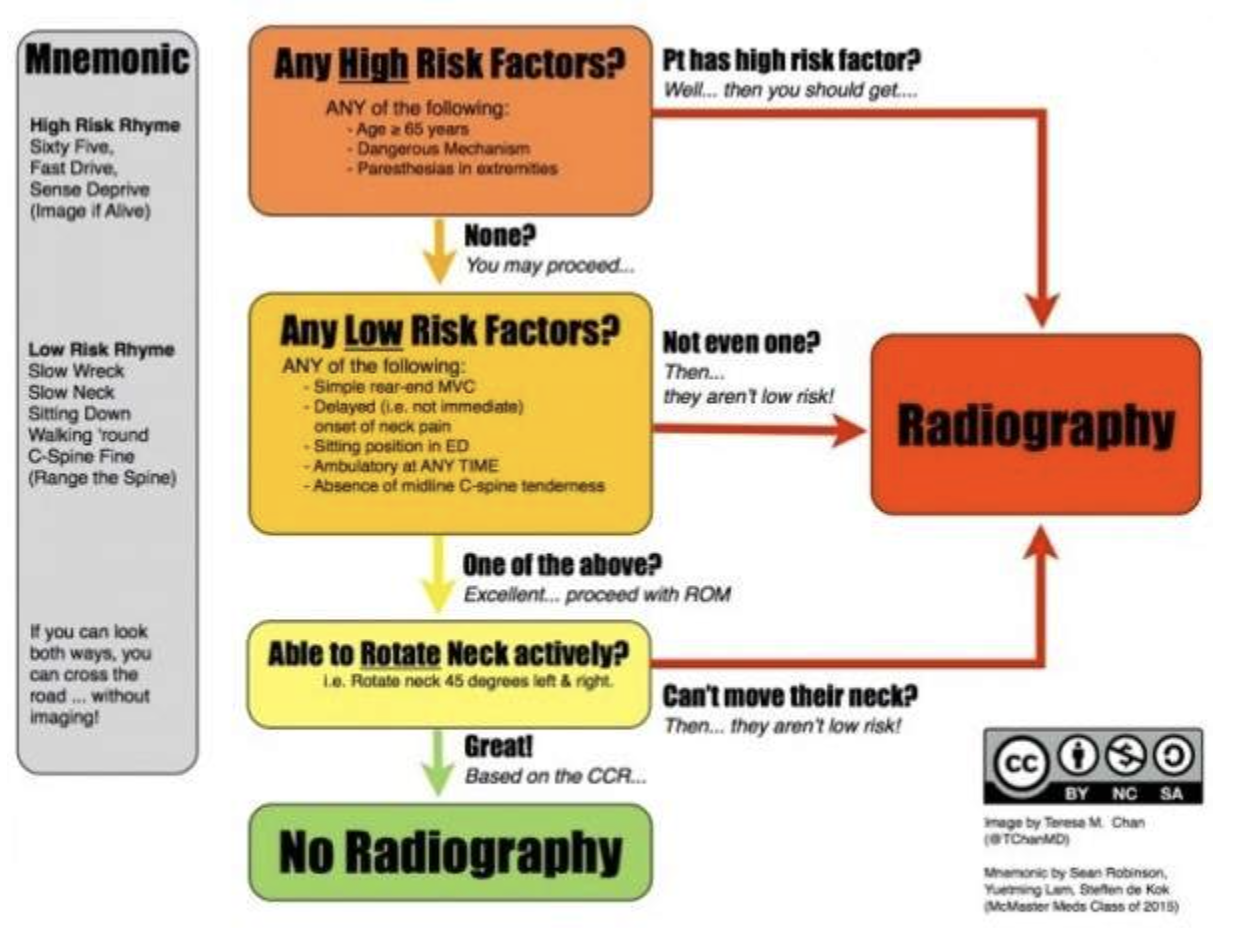 Mnemonic
High Risk Rhyme
Sixty Five,
Fast Drive,
Sense Deprive
(Image if Alive)
Low Risk Rhyme
Slow Wreck
Slow Neck
Sitting Down
Walking 'round
C-Spine Fine
(Range the Spine)
If you can look
both ways, you
can cross the
road ... without
imaging!
Any High Risk Factors?
ANY of the following:
- Age ≥ 65 years
- Dangerous Mechanism
- Paresthesias in extremities
Pt has high risk factor?
Well... then you should get....
None?
You may proceed...
Any Low Risk Factors?
ANY of the following:
- Simple rear-end MVC
- Delayed (i.e. not immediate)
onset of neck pain
- Sitting position in ED
- Ambulatory at ANY TIME
- Absence of midline C-spine tenderness
Not even one?
Then...
they aren't low risk!
Radiography
One of the above?
Excellent... proceed with ROM
Able to Rotate Neck actively?
i.e. Rotate neck 45 degrees left & right.
Can't move their neck?
Then... they aren't low risk!
Great!
Based on the CCR...
No Radiography
CC
BY NC SA
Image by Teresa M. Chan
(@TChanMD)
Mnemonic by Sean Robinson,
Yuetming Lam, Steffen de Kok
(McMaster Meds Class of 2015)